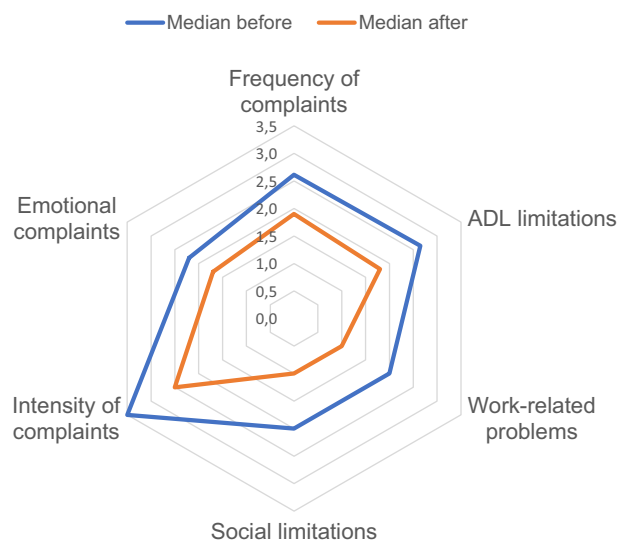 Median before
Median after
Frequency of
complaints
3,5
3,0
2,5
2,0
1,5
1,0
0,5
0,0
Emotional
complaints
ADL limitations
Intensity of
complaints
Work-related
problems
Social limitations